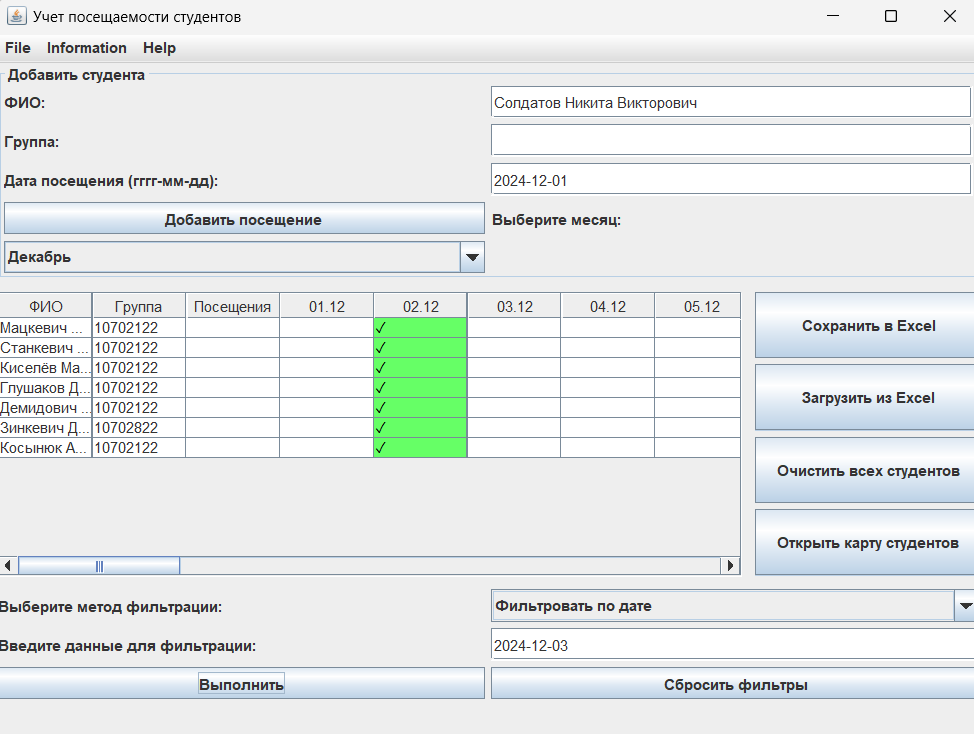 Учет посещаемости студентов
File Information Help
Добавить студента
ФИО: Солдатов Никита Викторович
Группа:
Дата посещения (гггг-мм-дд): 2024-12-01
Добавить посещение Выберите месяц:
Декабрь
ФИО Группа Посещения 01.12 02.12 03.12 04.12 05.12
Мацкевич ... 10702122 ✓
Станкевич ... 10702122 ✓
Киселёв Ма... 10702122 ✓
Глушаков Д... 10702122 ✓
Демидович ... 10702122 ✓
Зинкевич Д... 10702822 ✓
Косынюк А... 10702122 ✓
Сохранить в Excel
Загрузить из Excel
Очистить всех студентов
Открыть карту студентов
Выберите метод фильтрации: Фильтровать по дате
Введите данные для фильтрации: 2024-12-03
Выполнить Сбросить фильтры